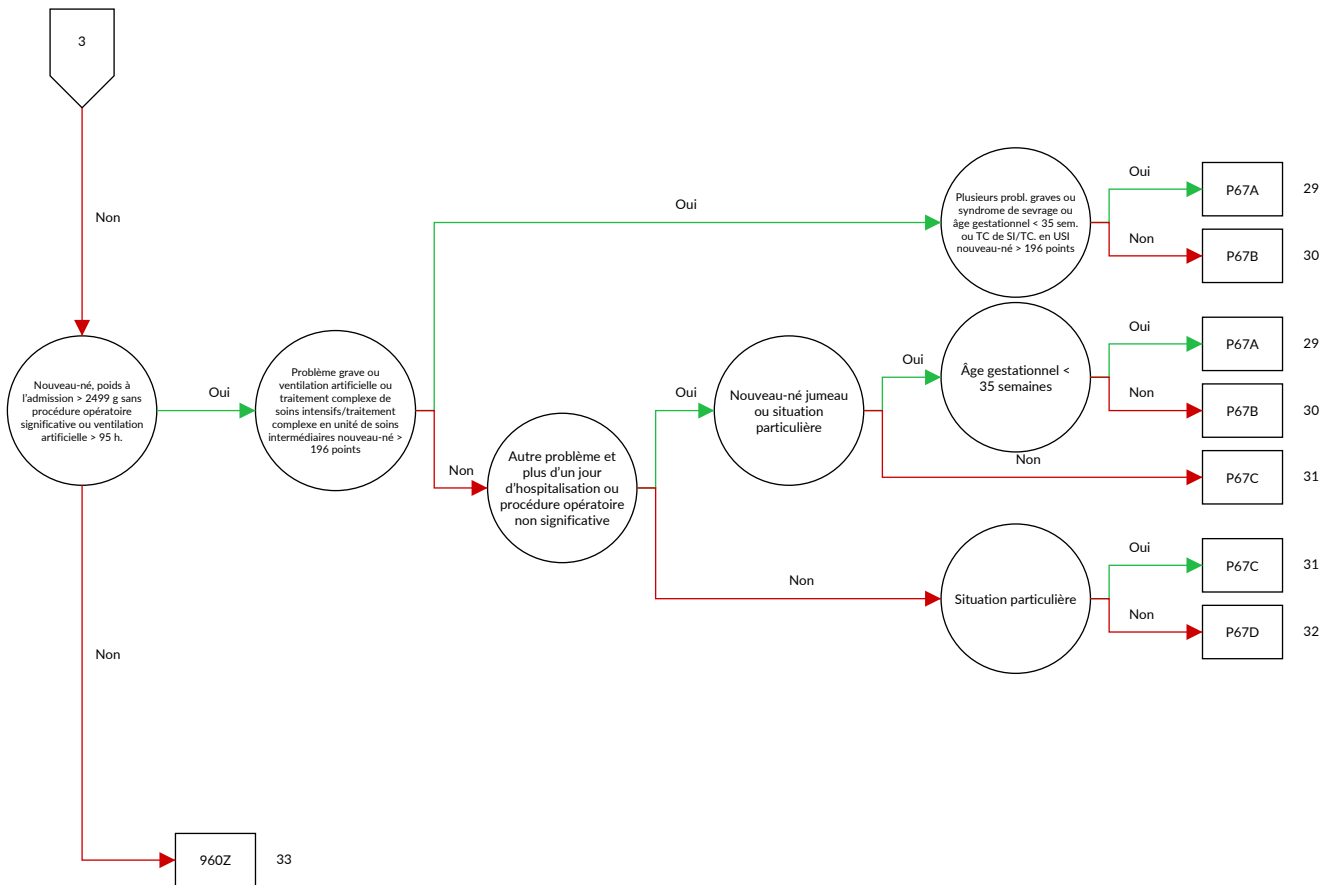 3
Non
Nouveau-né, poids à
l'admission > 2499 g sans
procédure opératoire
significative ou ventilation
artificielle > 95 h.
Oui
Problème grave ou
ventilation artificielle ou
traitement complexe de
soins intensifs/traitement
complexe en unité de soins
intermédiaires nouveau-né >
196 points
Oui
Plusieurs probl. graves ou
syndrome de sevrage ou
âge gestationnel < 35 sem.
ou TC de SI/TC. en USI
nouveau-né > 196 points
Oui
P67A 29
Non
P67B 30
Non
Autre problème et
plus d'un jour
d'hospitalisation ou
procédure opératoire
non significative
Oui
Nouveau-né jumeau
ou situation
particulière
Oui
Âge gestationnel <
35 semaines
Oui
P67A 29
Non
P67B 30
Non
P67C 31
Non
Situation particulière
Oui
P67C 31
Non
P67D 32
Non
960Z 33